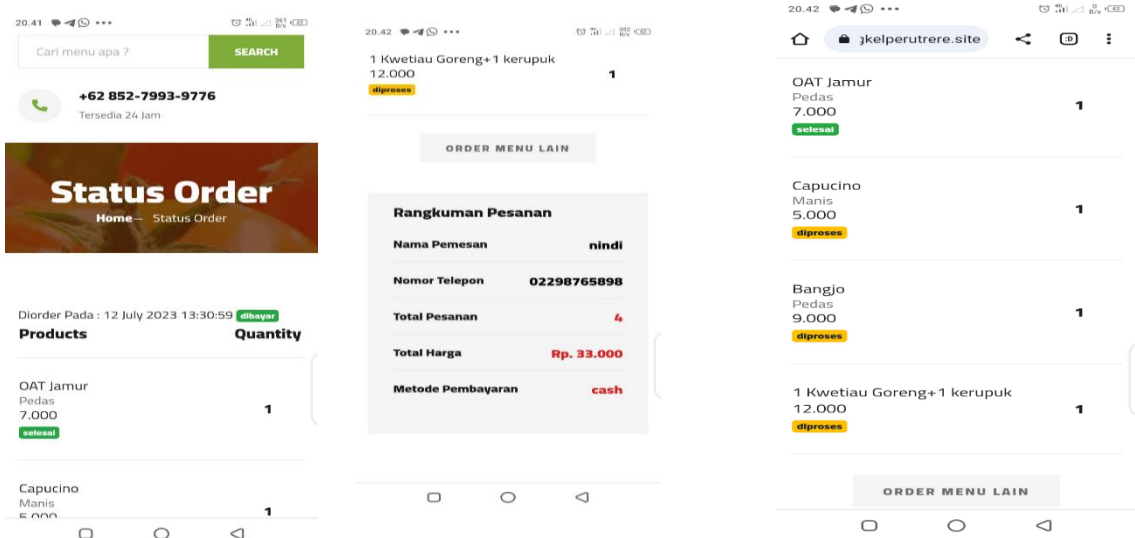 20.41
Cari menu apa ?
SEARCH
+62 852-7993-9776
Tersedia 24 Jam
Status Order
Home— Status Order
Diorder Pada : 12 July 2023 13:30:59 dibayar
Products Quantity
OAT Jamur
Pedas
7.000
1
selesai
Capucino
Manis
5.000
1
20.42
1 Kwetiau Goreng+1 kerupuk
12.000
1
diproses
ORDER MENU LAIN
Rangkuman Pesanan
Nama Pemesan nindi
Nomor Telepon 02298765898
Total Pesanan 4
Total Harga Rp. 33.000
Metode Pembayaran cash
20.42
gkelperutrere.site
OAT Jamur
Pedas
7.000
1
selesai
Capucino
Manis
5.000
1
diproses
Bangjo
Pedas
9.000
1
diproses
1 Kwetiau Goreng+1 kerupuk
12.000
1
diproses
ORDER MENU LAIN